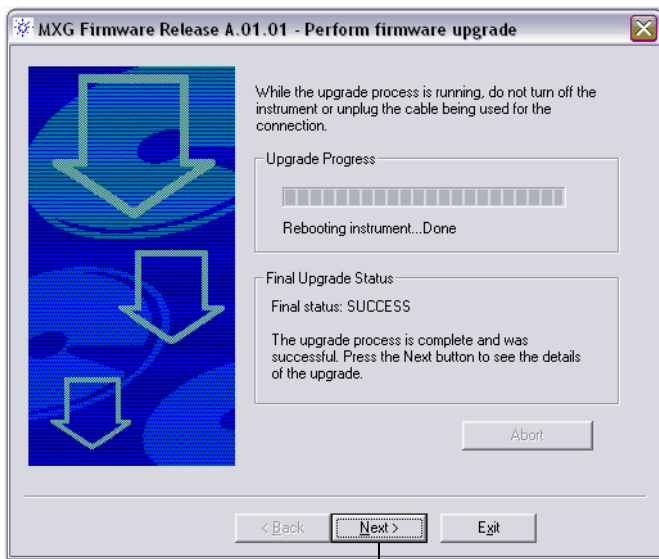 MXG Firmware Release A.01.01 - Perform firmware upgrade
While the upgrade process is running, do not turn off the
instrument or unplug the cable being used for the
connection.
Upgrade Progress
Rebooting instrument...Done
Final Upgrade Status
Final status: SUCCESS
The upgrade process is complete and was
successful. Press the Next button to see the details
of the upgrade.
Abort
< Back
Next >
Exit